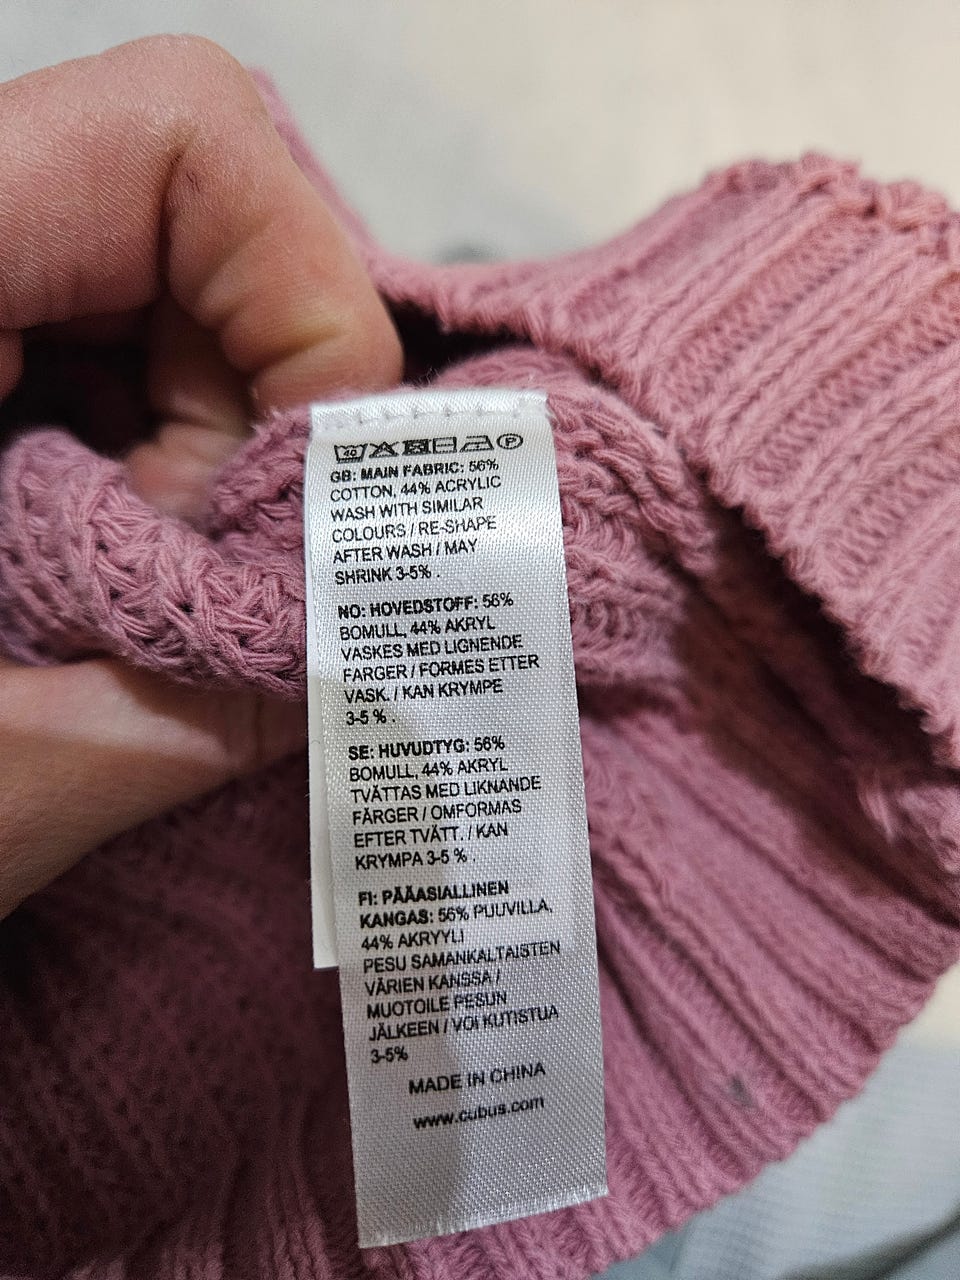 40 P
GB: MAIN FABRIC: 56%
COTTON, 44% ACRYLIC
WASH WITH SIMILAR
COLOURS / RE-SHAPE
AFTER WASH / MAY
SHRINK 3-5% .
NO: HOVEDSTOFF: 56%
BOMULL, 44% AKRYL
VASKES MED LIGNENDE
FARGER / FORMES ETTER
VASK. / KAN KRYMPE
3-5 % .
SE: HUVUDTYG: 56%
BOMULL, 44% AKRYL
TVÄTTAS MED LIKNANDE
FÄRGER / OMFORMAS
EFTER TVÄTT. / KAN
KRYMPA 3-5 % .
FI: PÄÄASIALLINEN
KANGAS: 56% PUUVILLA,
44% AKRYYLI
PESU SAMANKALTAISTEN
VÄRIEN KANSSA /
MUOTOILE PESUN
JÄLKEEN / VOI KUTISTUA
3-5%
MADE IN CHINA
www.cubus.com